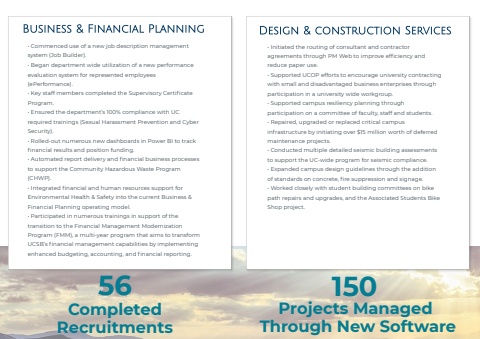 BUSINESS & FINANCIAL PLANNING
- Commenced use of a new job description management
system (Job Builder).
- Began department wide utilization of a new performance
evaluation system for represented employees
(ePerformance).
- Key staff members completed the Supervisory Certificate
Program.
- Ensured the department's 100% compliance with UC
required trainings (Sexual Harassment Prevention and Cyber
Security).
- Rolled-out numerous new dashboards in Power BI to track
financial results and position funding.
- Automated report delivery and financial business processes
to support the Community Hazardous Waste Program
(CHWP).
- Integrated financial and human resources support for
Environmental Health & Safety into the current Business &
Financial Planning operating model.
- Participated in numerous trainings in support of the
transition to the Financial Management Modernization
Program (FMM), a multi-year program that aims to transform
UCSB's financial management capabilities by implementing
enhanced budgeting, accounting, and financial reporting.
56
Completed
Recruitments
DESIGN & CONSTRUCTION SERVICES
- Initiated the routing of consultant and contractor
agreements through PM Web to improve efficiency and
reduce paper use.
- Supported UCOP efforts to encourage university contracting
with small and disadvantaged business enterprises through
participation in a university wide workgroup.
- Supported campus resiliency planning through
participation on a committee of faculty, staff and students.
- Repaired, upgraded or replaced critical campus
infrastructure by initiating over $15 million worth of deferred
maintenance projects.
- Conducted multiple detailed seismic building assessments
to support the UC-wide program for seismic compliance.
- Expanded campus design guidelines through the addition
of standards on concrete, fire suppression and signage.
- Worked closely with student building committees on bike
path repairs and upgrades, and the Associated Students Bike
Shop project.
150
Projects Managed
Through New Software